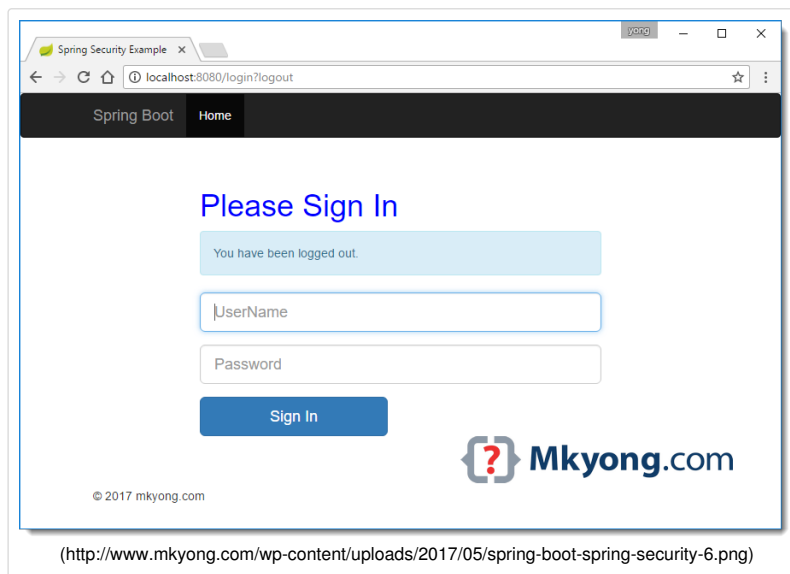 yong
Spring Security Example
localhost:8080/login?logout
Spring Boot Home
Please Sign In
You have been logged out.
UserName
Password
Sign In
{?} Mkyong.com
© 2017 mkyong.com
(http://www.mkyong.com/wp-content/uploads/2017/05/spring-boot-spring-security-6.png)